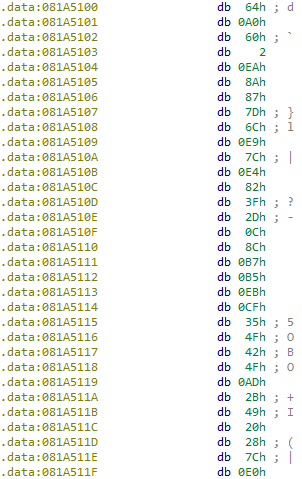 .data:081A5100 db 64h ; d
.data:081A5101 db 0A0h
.data:081A5102 db 60h ; `
.data:081A5103 db 2
.data:081A5104 db 0EAh
.data:081A5105 db 8Ah
.data:081A5106 db 87h
.data:081A5107 db 7Dh ; }
.data:081A5108 db 6Ch ; l
.data:081A5109 db 0E9h
.data:081A510A db 7Ch ; |
.data:081A510B db 0E4h
.data:081A510C db 82h
.data:081A510D db 3Fh ; ?
.data:081A510E db 2Dh ; -
.data:081A510F db 0Ch
.data:081A5110 db 8Ch
.data:081A5111 db 0B7h
.data:081A5112 db 0B5h
.data:081A5113 db 0EBh
.data:081A5114 db 0CFh
.data:081A5115 db 35h ; 5
.data:081A5116 db 4Fh ; O
.data:081A5117 db 42h ; B
.data:081A5118 db 4Fh ; O
.data:081A5119 db 0ADh
.data:081A511A db 2Bh ; +
.data:081A511B db 49h ; I
.data:081A511C db 20h
.data:081A511D db 28h ; (
.data:081A511E db 7Ch ; |
.data:081A511F db 0E0h